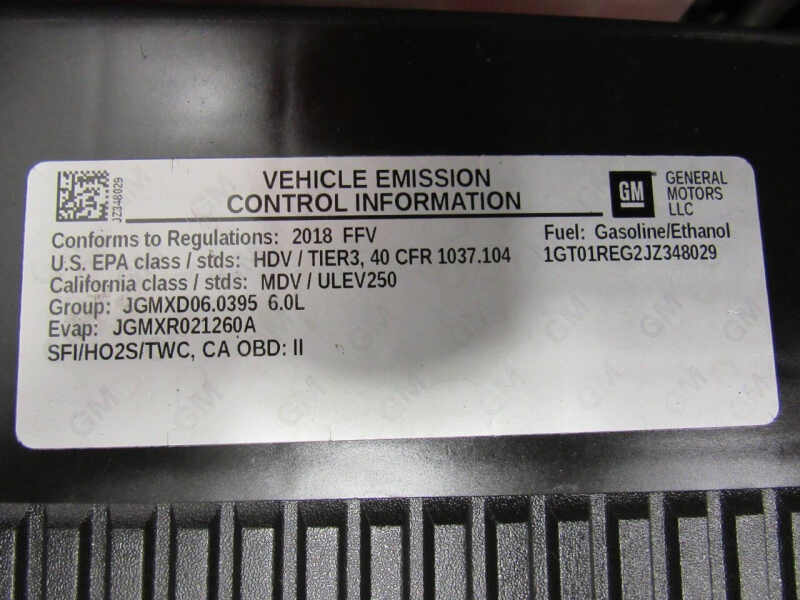 JZ348029
VEHICLE EMISSION
CONTROL INFORMATION
GM
GENERAL
MOTORS
LLC
Conforms to Regulations: 2018 FFV
Fuel: Gasoline/Ethanol
U.S. EPA class / stds: HDV / TIER3, 40 CFR 1037.104
1GT01REG2JZ348029
California class / stds: MDV / ULEV250
Group: JGMXD06.0395 6.0L
Evap: JGMXR021260A
SFI/HO2S/TWC, CA OBD: II